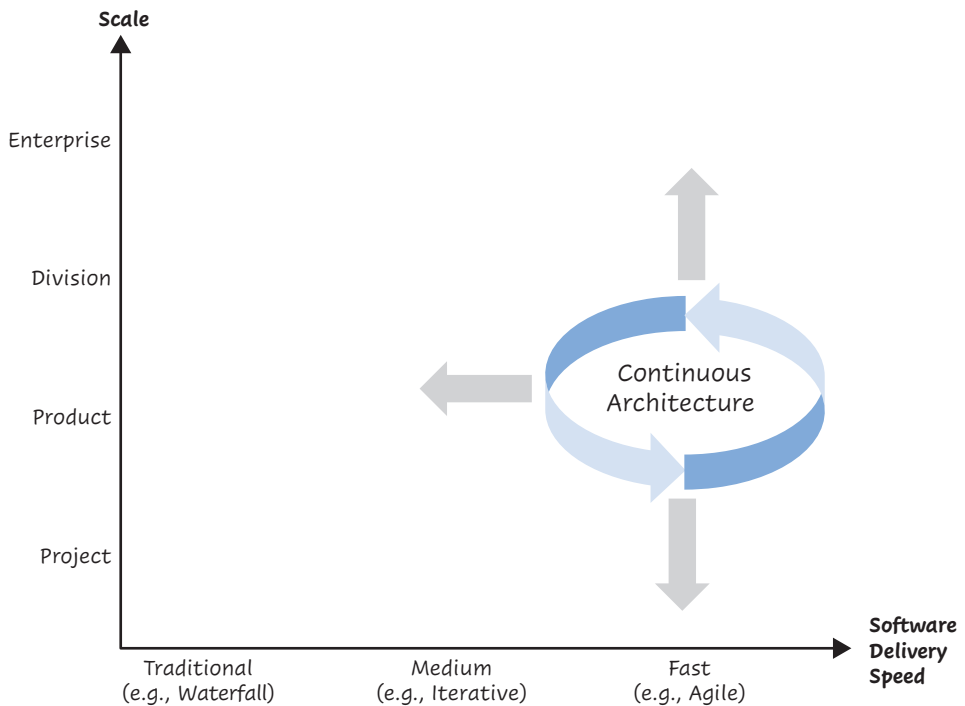 Scale
Enterprise
Division
Continuous
Architecture
Product
Project
Software
Delivery
Speed
Traditional
(e.g., Waterfall)
Medium
(e.g., Iterative)
Fast
(e.g., Agile)